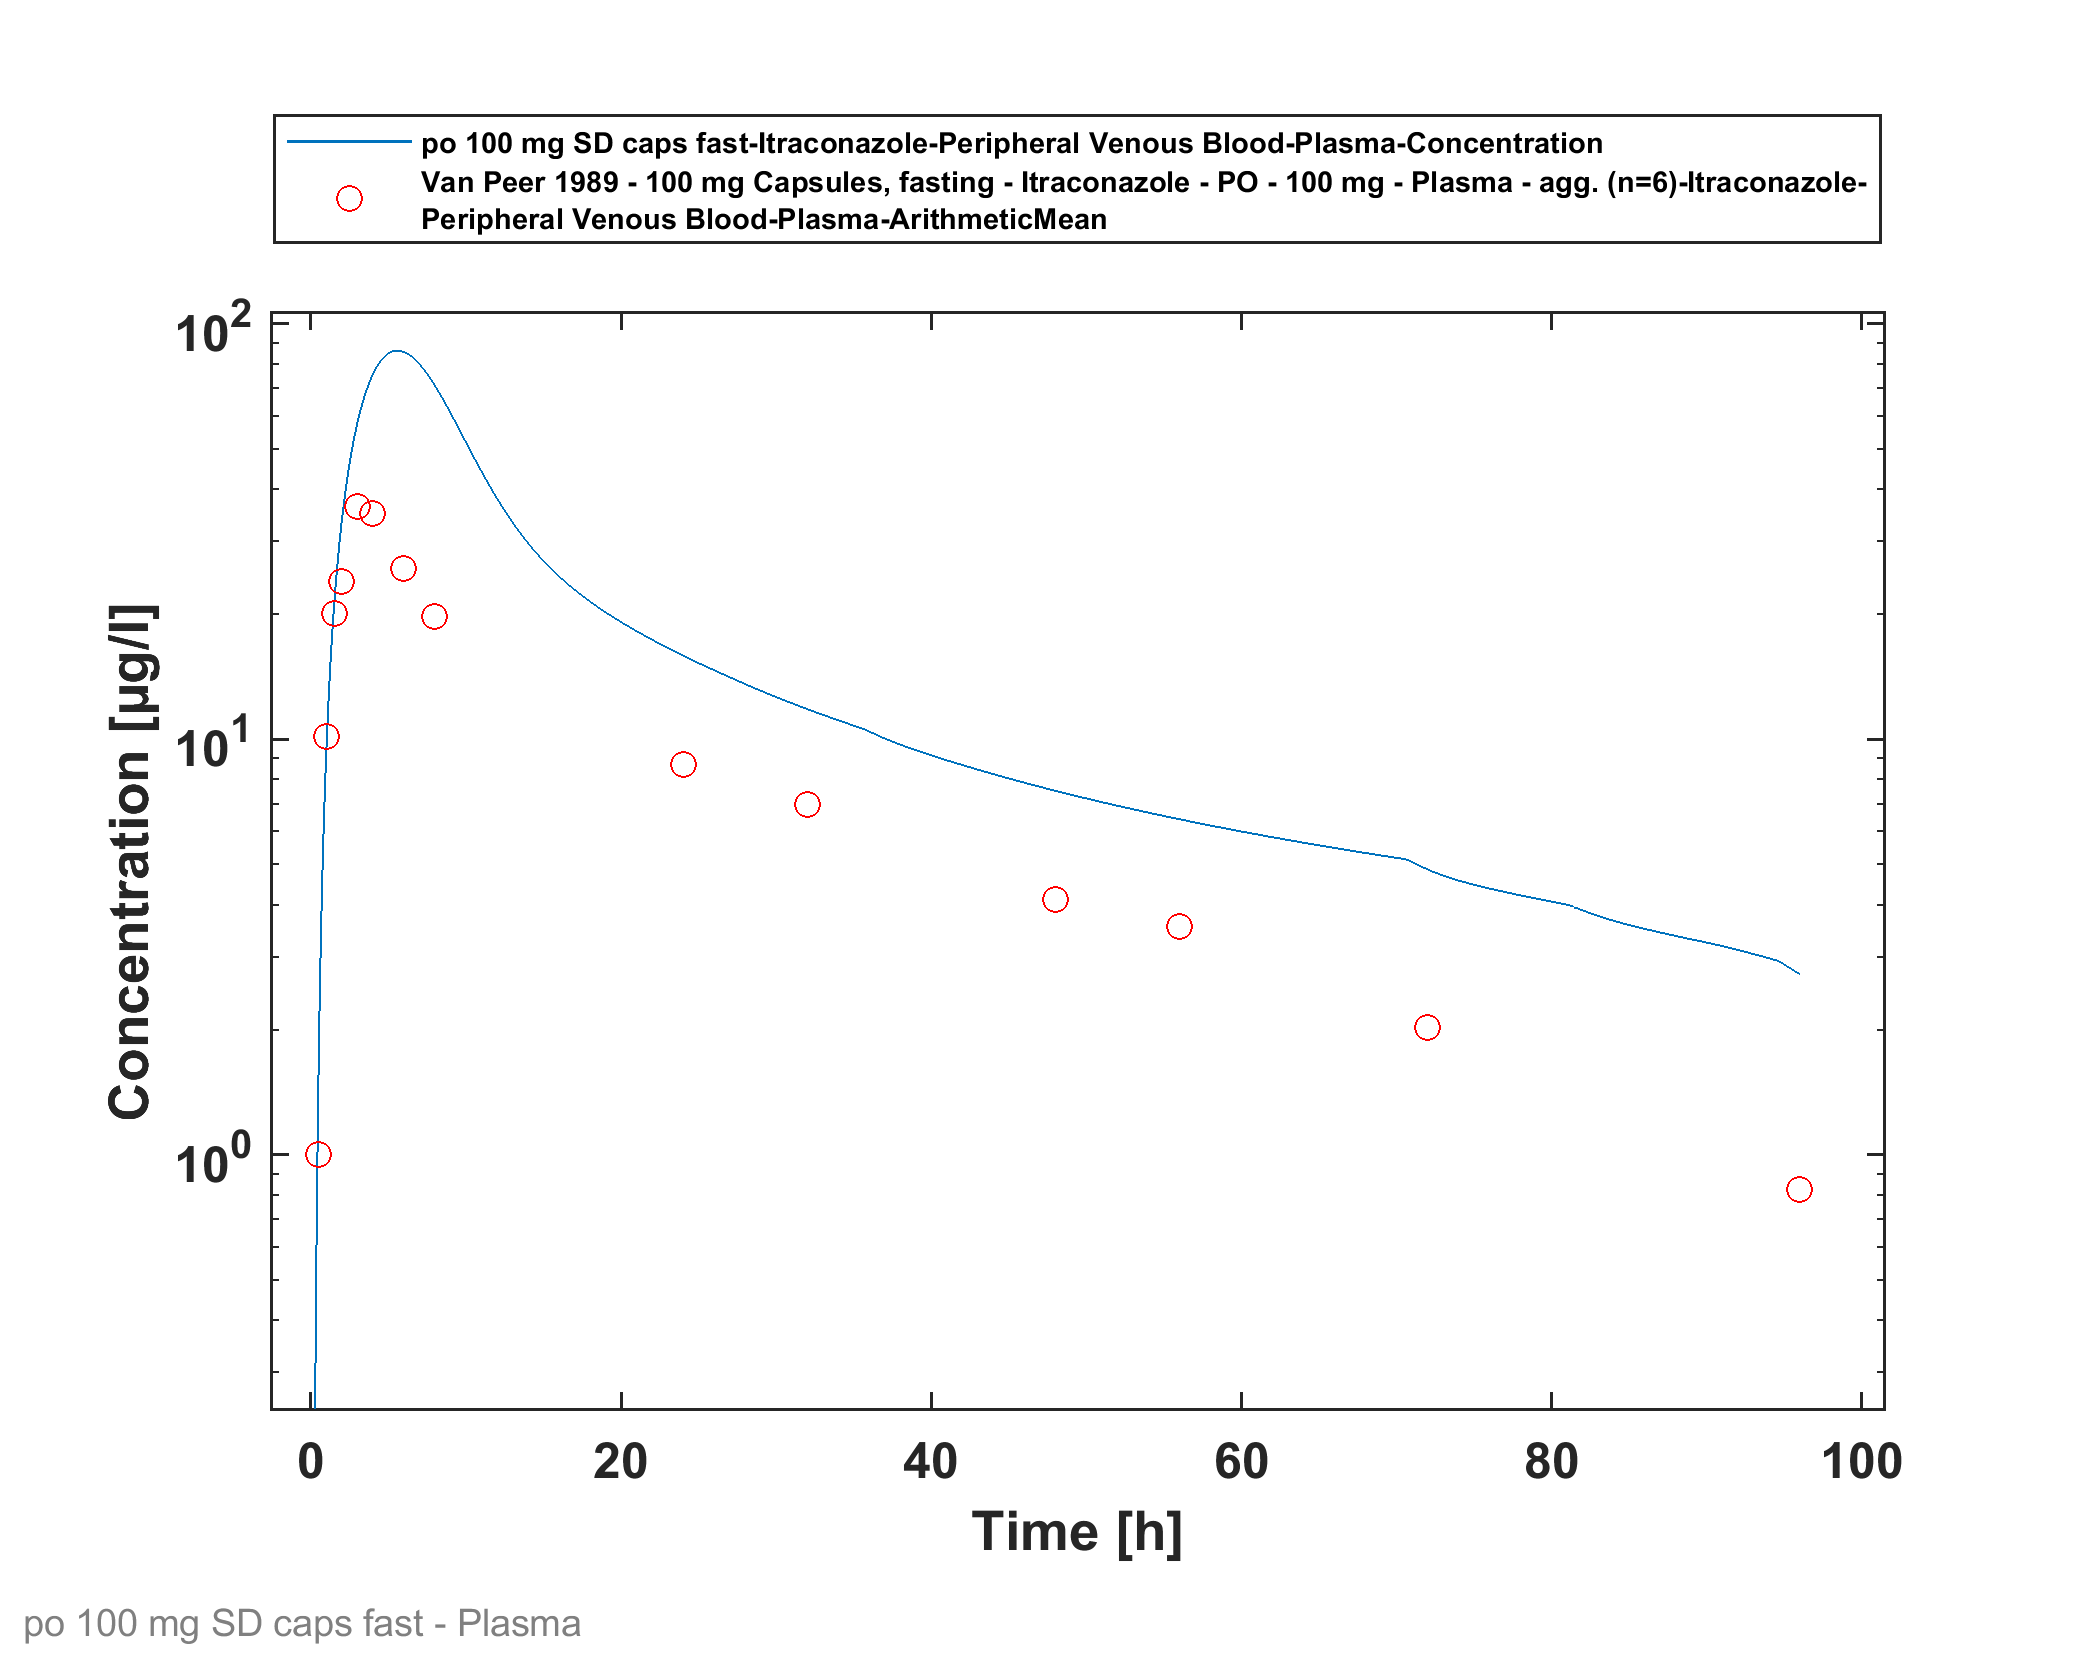 po 100 mg SD caps fast-Itraconazole-Peripheral Venous Blood-Plasma-Concentration
Van Peer 1989 - 100 mg Capsules, fasting - Itraconazole - PO - 100 mg - Plasma - agg. (n=6)-Itraconazole-
Peripheral Venous Blood-Plasma-ArithmeticMean
10^2
10^1
10^0
Concentration [µg/l]
0 20 40 60 80 100
Time [h]
po 100 mg SD caps fast - Plasma